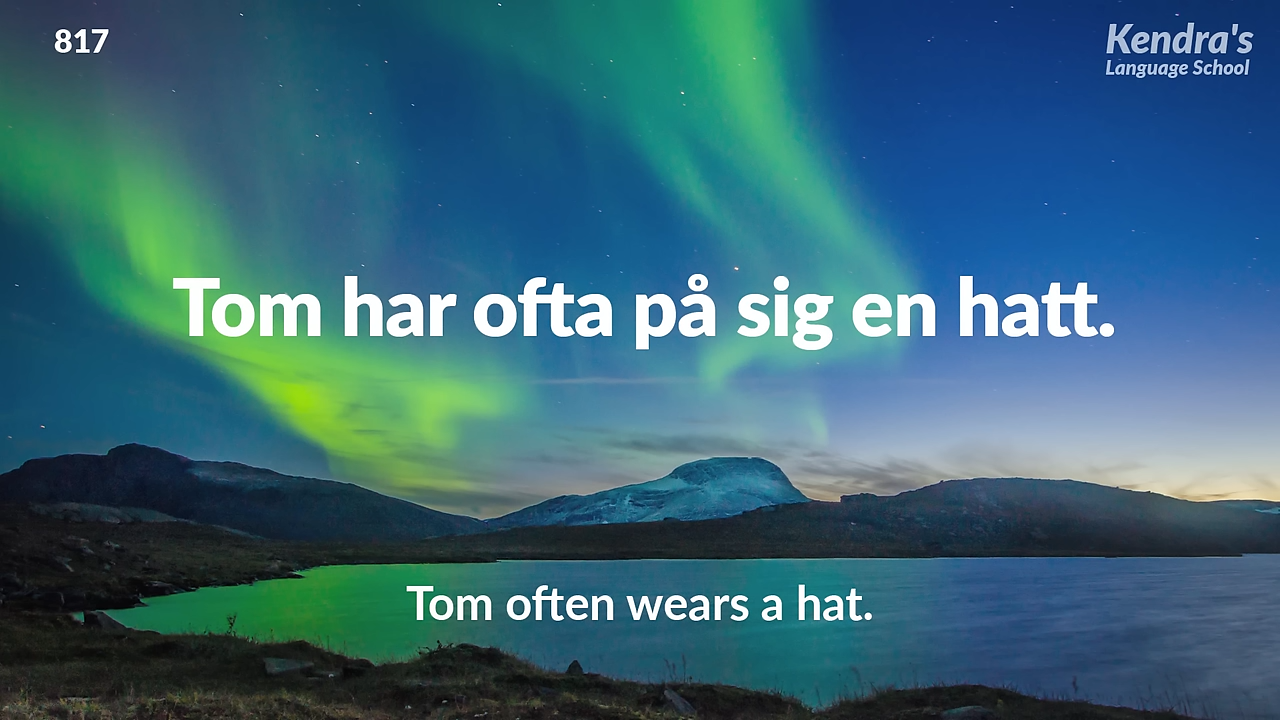 817
Kendra's
Language School
Tom har ofta på sig en hatt.
Tom often wears a hat.